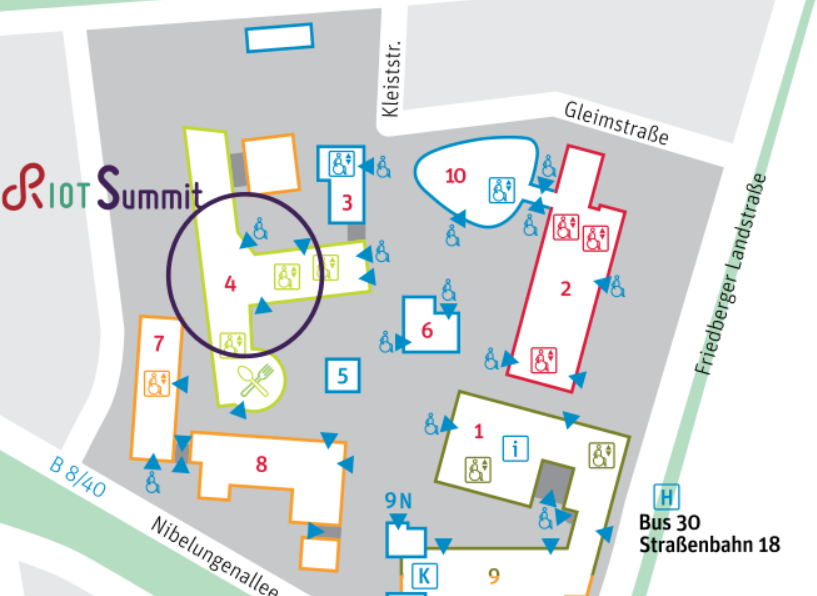 Kleiststr.
Gleimstraße
RIOT Summit
10
3
4
2
Friedberger Landstraße
6
7
5
1
i
8
B 8/40
9N
H
Bus 30
Straßenbahn 18
Nibelungenallee
K
9